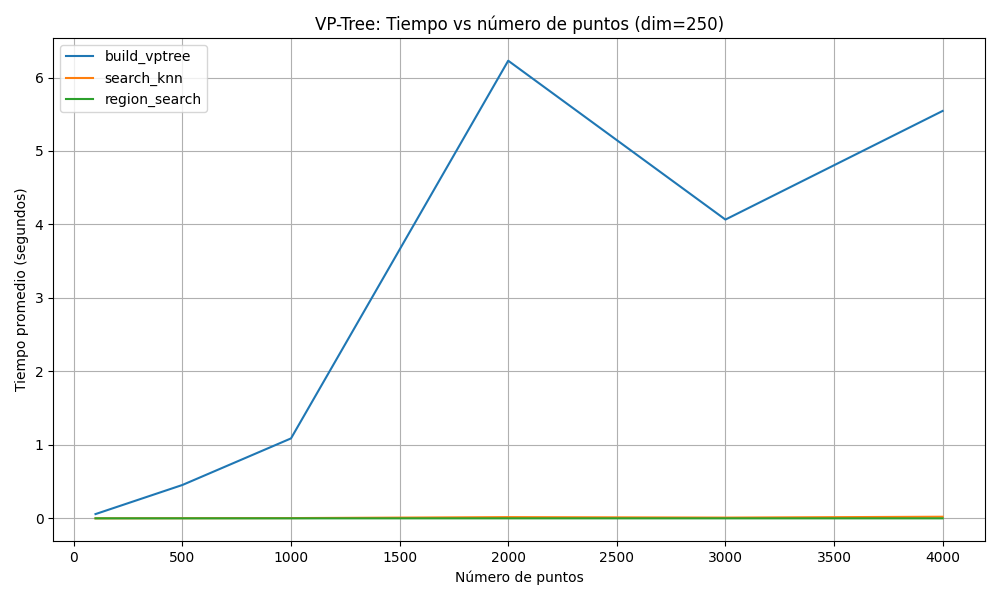 VP-Tree: Tiempo vs número de puntos (dim=250)
build_vptree
search_knn
region_search
Tiempo promedio (segundos)
6
5
4
3
2
1
0
0 500 1000 1500 2000 2500 3000 3500 4000
Número de puntos